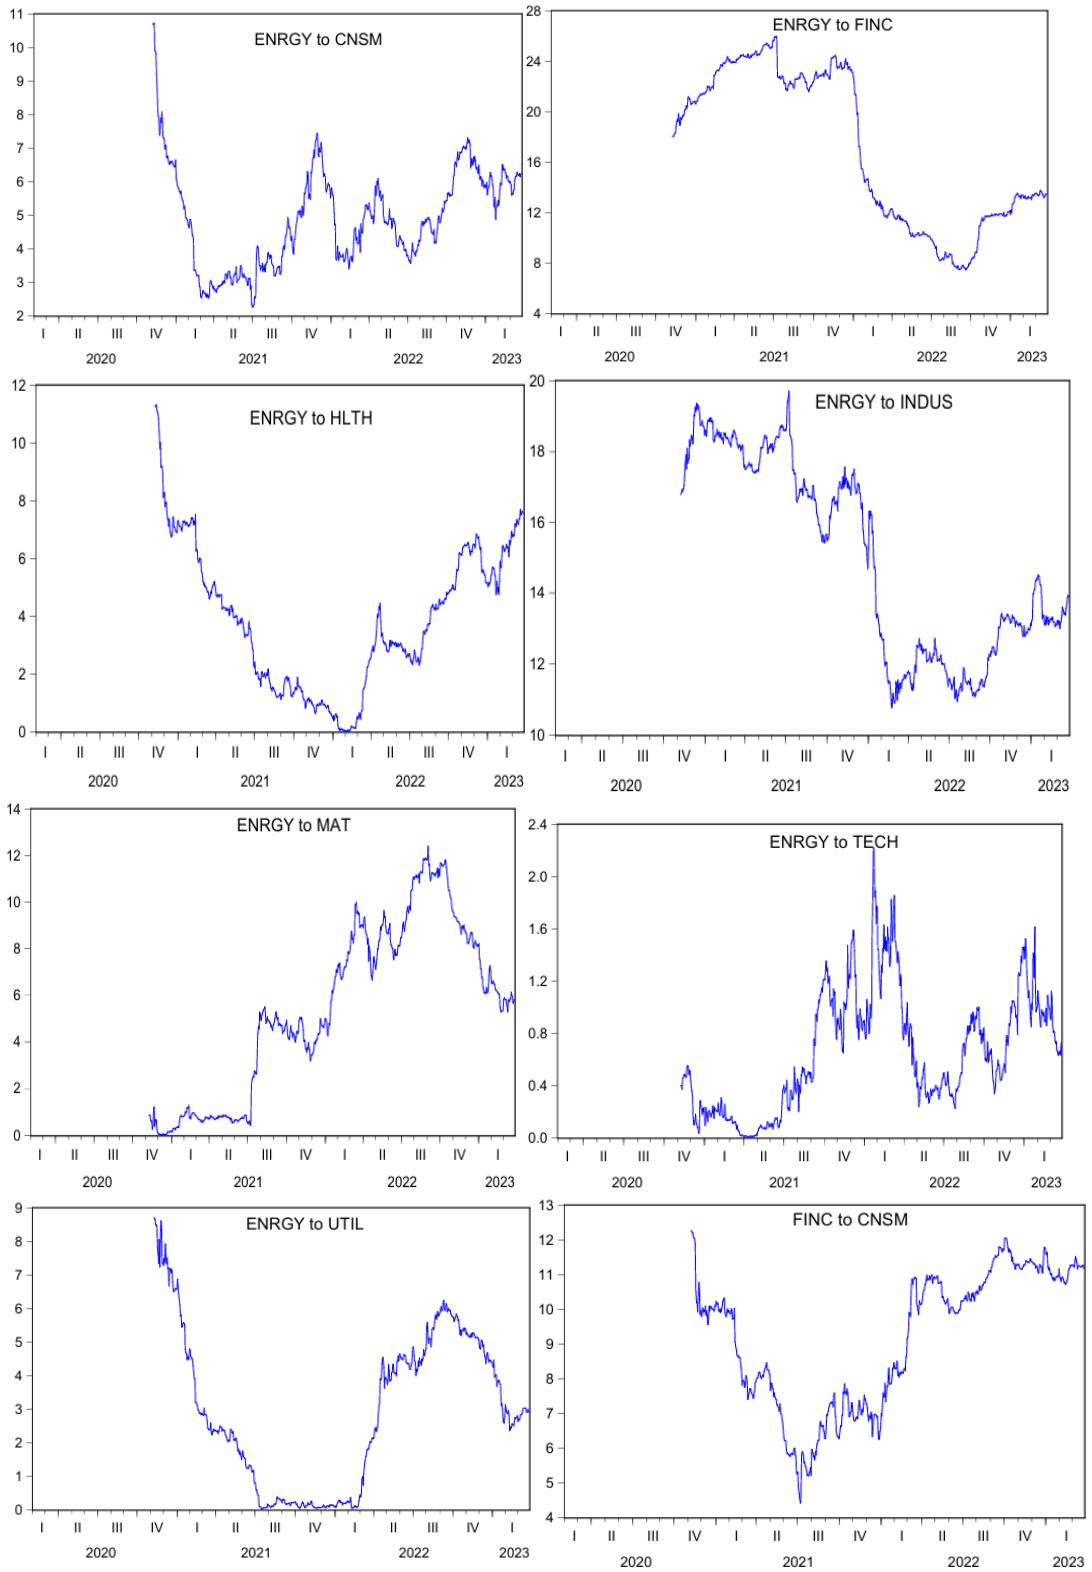 ENRGY to CNSM
11
10
9
8
7
6
5
4
3
2
I II III IV I II III IV I II III IV I
2020 2021 2022 2023
ENRGY to FINC
28
24
20
16
12
8
4
I II III IV I II III IV I II III IV I
2020 2021 2022 2023
ENRGY to HLTH
12
10
8
6
4
2
0
I II III IV I II III IV I II III IV I
2020 2021 2022 2023
ENRGY to INDUS
20
18
16
14
12
10
I II III IV I II III IV I II III IV I
2020 2021 2022 2023
ENRGY to MAT
14
12
10
8
6
4
2
0
I II III IV I II III IV I II III IV I
2020 2021 2022 2023
ENRGY to TECH
2.4
2.0
1.6
1.2
0.8
0.4
0.0
I II III IV I II III IV I II III IV I
2020 2021 2022 2023
ENRGY to UTIL
9
8
7
6
5
4
3
2
1
0
I II III IV I II III IV I II III IV I
2020 2021 2022 2023
FINC to CNSM
13
12
11
10
9
8
7
6
5
4
I II III IV I II III IV I II III IV I
2020 2021 2022 2023